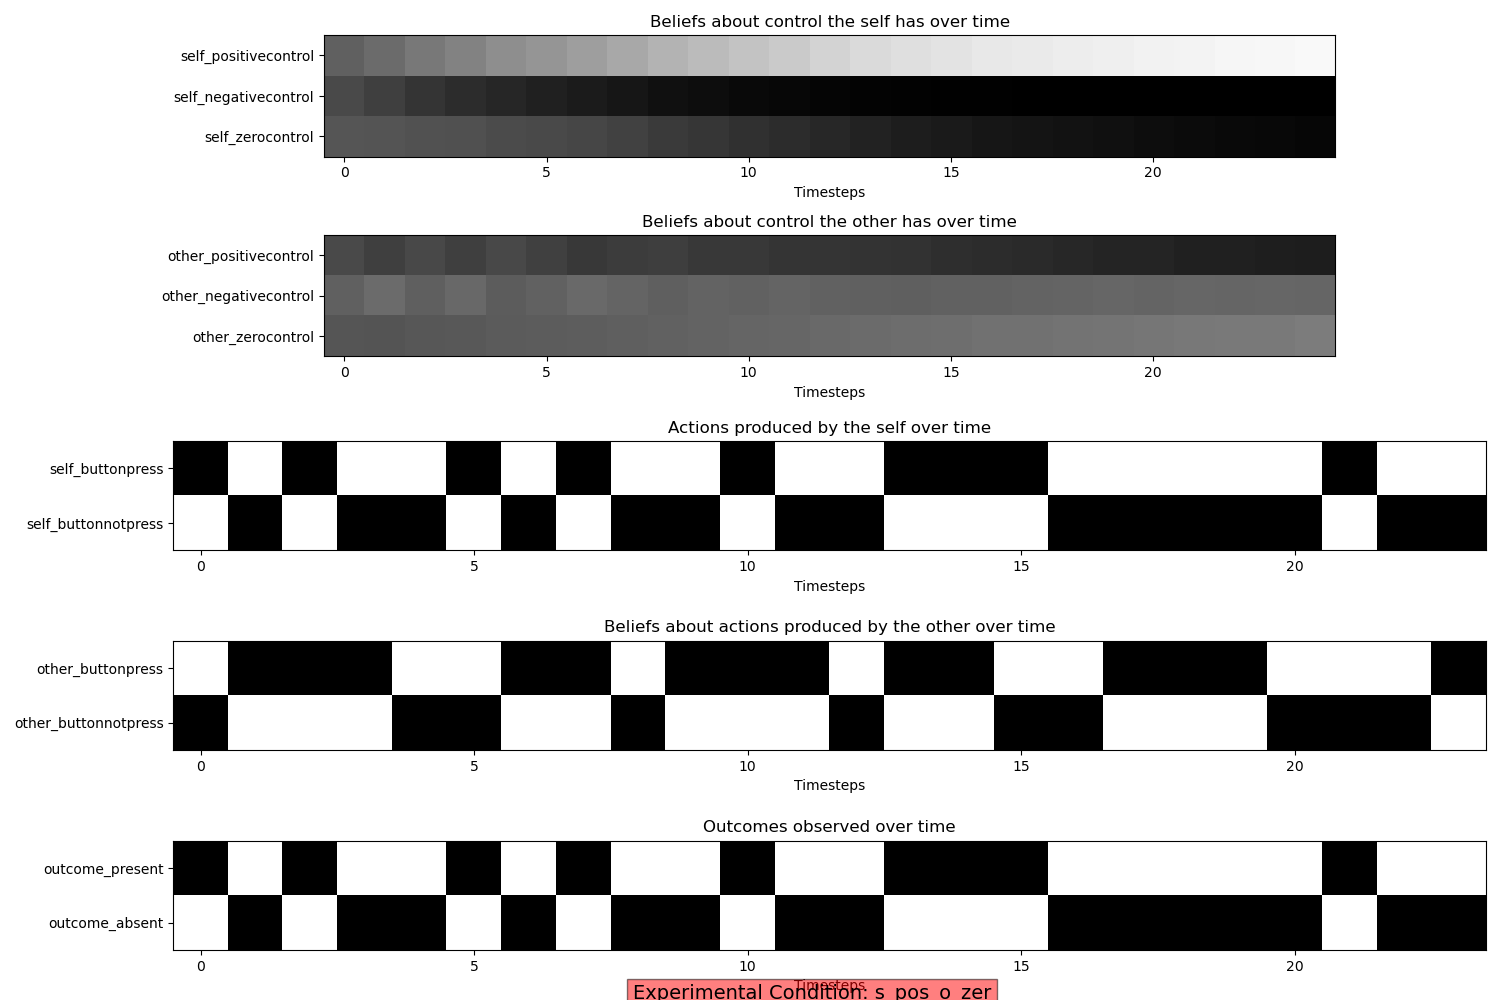 Beliefs about control the self has over time
self_positivecontrol
self_negativecontrol
self_zerocontrol
0 5 10 15 20
Timesteps
Beliefs about control the other has over time
other_positivecontrol
other_negativecontrol
other_zerocontrol
0 5 10 15 20
Timesteps
Actions produced by the self over time
self_buttonpress
self_buttonnotpress
0 5 10 15 20
Timesteps
Beliefs about actions produced by the other over time
other_buttonpress
other_buttonnotpress
0 5 10 15 20
Timesteps
Outcomes observed over time
outcome_present
outcome_absent
0 5 10 15 20
Timesteps
Experimental Condition: s_pos_o_zer